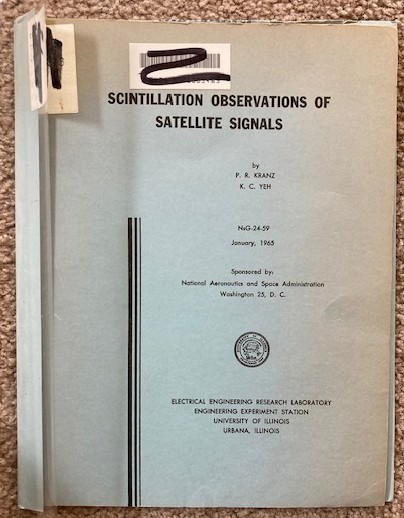 SCINTILLATION OBSERVATIONS OF
SATELLITE SIGNALS
by
P. R. KRANZ
K. C. YEH
NsG-24-59
January, 1965
Sponsored by:
National Aeronautics and Space Administration
Washington 25, D. C.
ELECTRICAL ENGINEERING RESEARCH LABORATORY
ENGINEERING EXPERIMENT STATION
UNIVERSITY OF ILLINOIS
URBANA, ILLINOIS